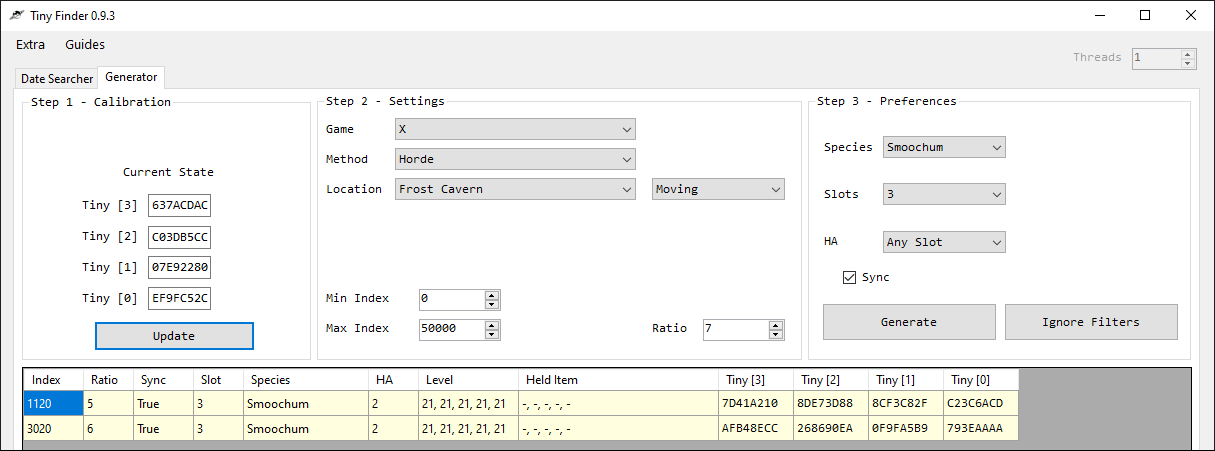 Tiny Finder 0.9.3
Extra Guides
Threads 1
Date Searcher Generator
Step 1 - Calibration
Current State
Tiny [3] 637ACDAC
Tiny [2] C03DB5CC
Tiny [1] 07E92280
Tiny [0] EF9FC52C
Update
Step 2 - Settings
Game X
Method Horde
Location Frost Cavern Moving
Min Index 0
Max Index 50000 Ratio 7
Step 3 - Preferences
Species Smoochum
Slots 3
HA Any Slot
Sync
Generate Ignore Filters
Index Ratio Sync Slot Species HA Level Held Item Tiny [3] Tiny [2] Tiny [1] Tiny [0]
1120 5 True 3 Smoochum 2 21, 21, 21, 21, 21 -, -, -, -, - 7D41A210 8DE73D88 8CF3C82F C23C6ACD
3020 6 True 3 Smoochum 2 21, 21, 21, 21, 21 -, -, -, -, - AFB48ECC 268690EA 0F9FA5B9 793EAAAA